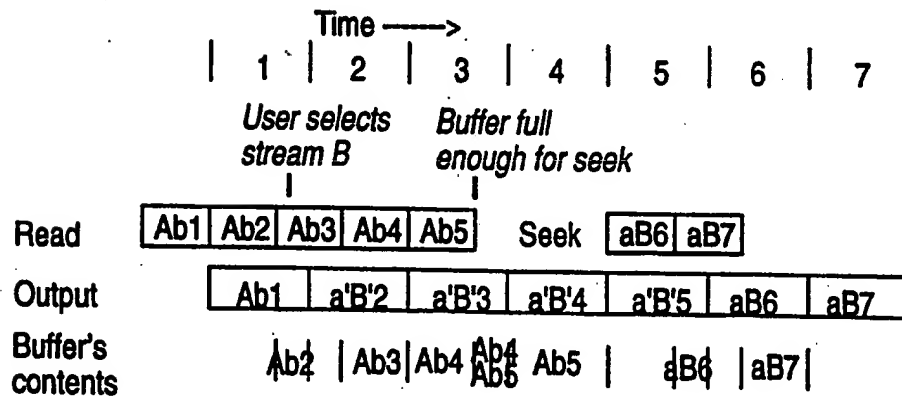 Time ----->
| 1 | 2 | 3 | 4 | 5 | 6 | 7
User selects stream B
Buffer full enough for seek
Read Ab1 Ab2 Ab3 Ab4 Ab5 Seek aB6 aB7
Output Ab1 a'B'2 a'B'3 a'B'4 a'B'5 aB6 aB7
Buffer's contents Ab2 Ab3 Ab4 Ab4 Ab5 Ab5 aB6 aB7